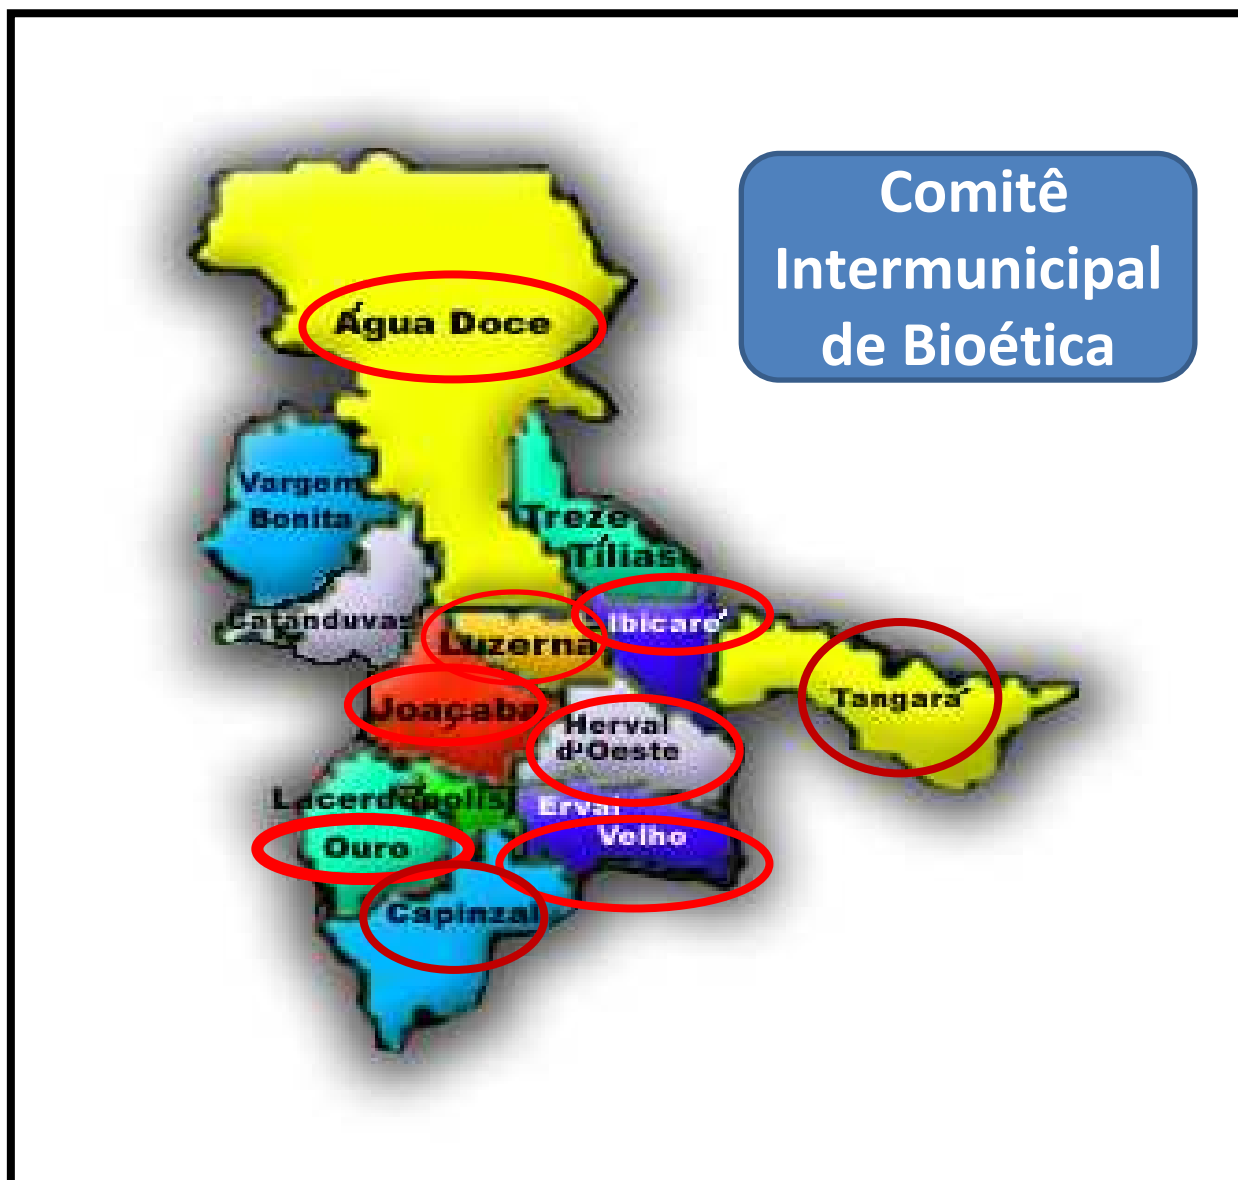 Comitê
Intermunicipal
de Bioética
Água Doce
Vargem
Bonita
Treze
Tílias
Catanduvas
Luzerna
Ibicaré
Tangará
Joaçaba
Herval
d'Oeste
Lacerdópolis
Erval
Velho
Ouro
Capinzal